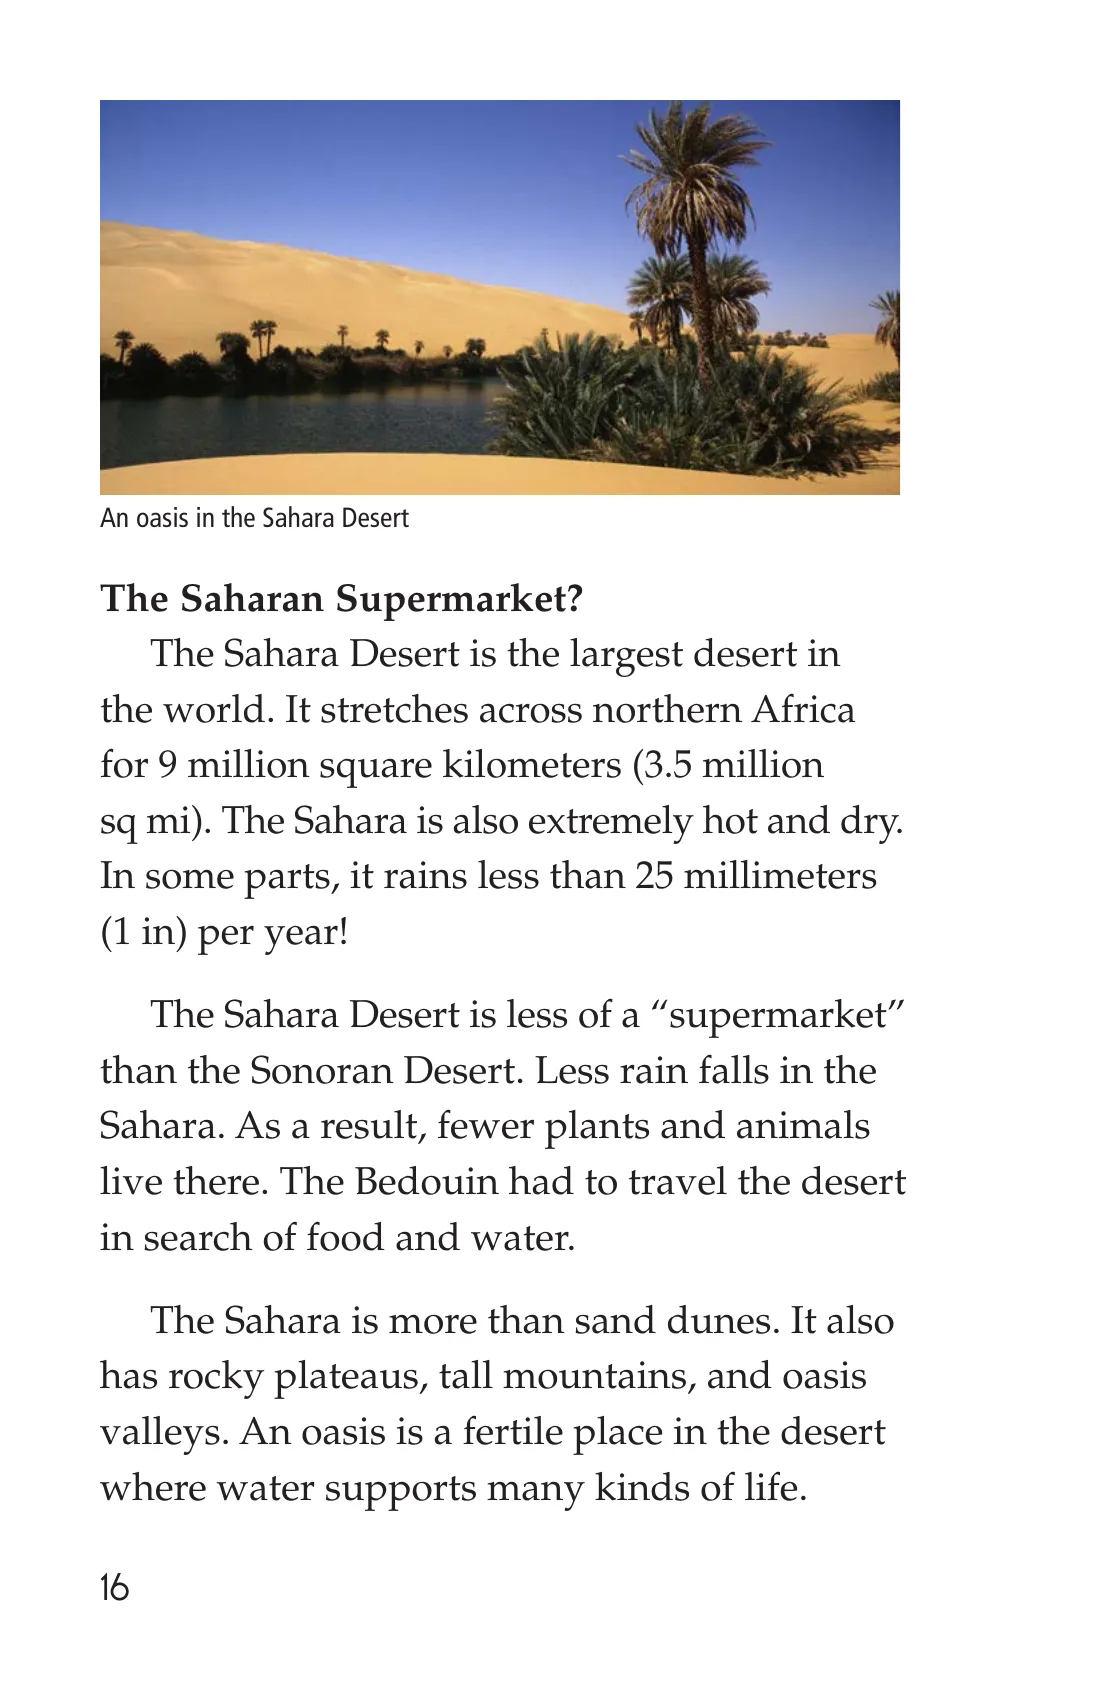 An oasis in the Sahara Desert
The Saharan Supermarket?
The Sahara Desert is the largest desert in
the world. It stretches across northern Africa
for 9 million square kilometers (3.5 million
sq mi). The Sahara is also extremely hot and dry.
In some parts, it rains less than 25 millimeters
(1 in) per year!
The Sahara Desert is less of a “supermarket”
than the Sonoran Desert. Less rain falls in the
Sahara. As a result, fewer plants and animals
live there. The Bedouin had to travel the desert
in search of food and water.
The Sahara is more than sand dunes. It also
has rocky plateaus, tall mountains, and oasis
valleys. An oasis is a fertile place in the desert
where water supports many kinds of life.
16